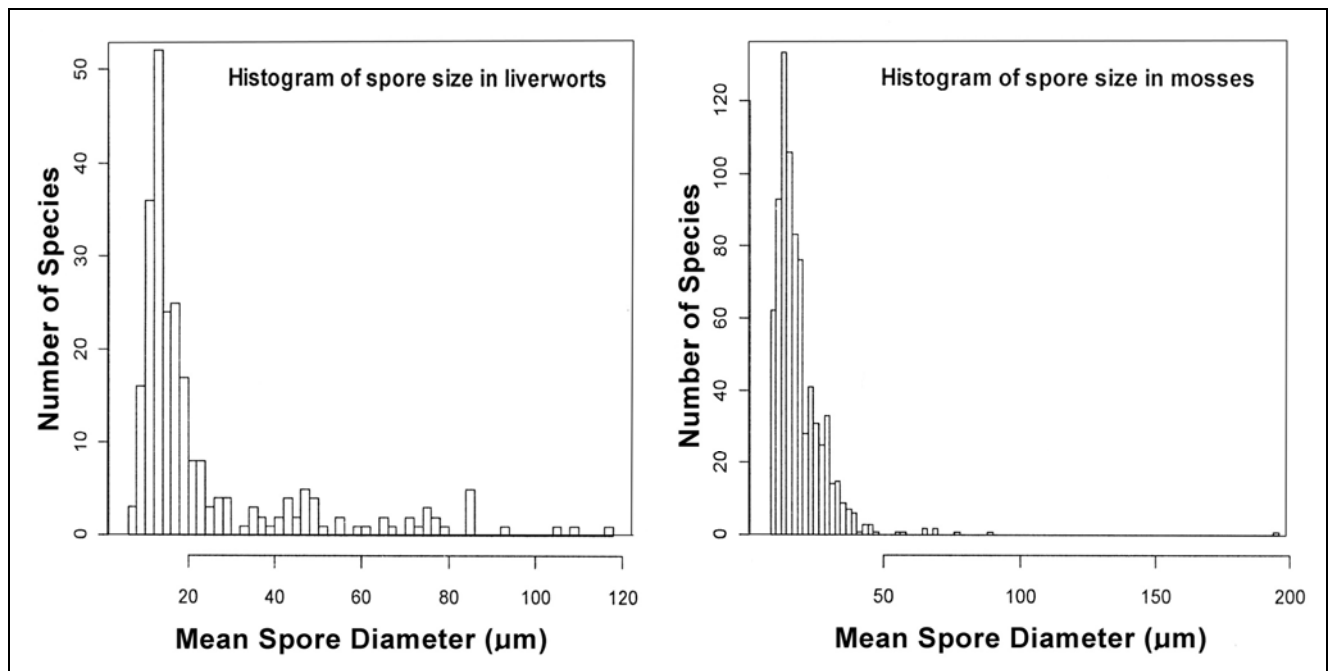 Histogram of spore size in liverworts
Number of Species
50
40
30
20
10
0
20 40 60 80 100 120
Mean Spore Diameter (µm)
Histogram of spore size in mosses
Number of Species
120
100
80
60
40
20
0
50 100 150 200
Mean Spore Diameter (µm)